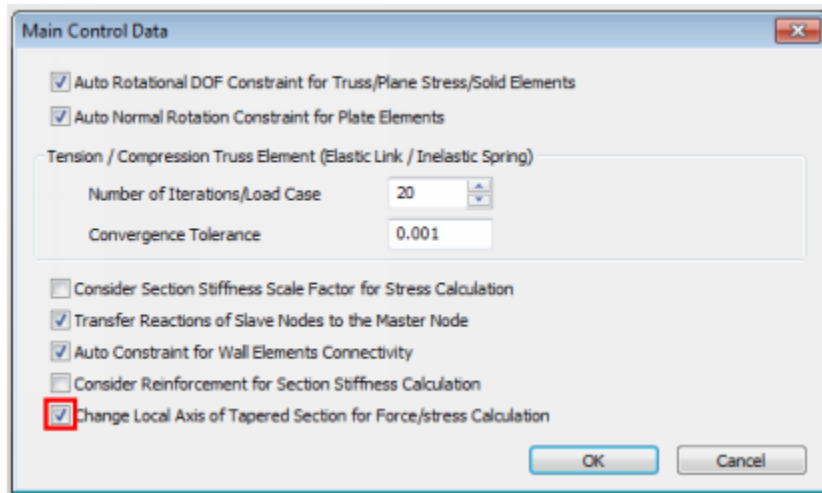 Main Control Data
Auto Rotational DOF Constraint for Truss/Plane Stress/Solid Elements
Auto Normal Rotation Constraint for Plate Elements
Tension / Compression Truss Element (Elastic Link / Inelastic Spring)
Number of Iterations/Load Case 20
Convergence Tolerance 0.001
Consider Section Stiffness Scale Factor for Stress Calculation
Transfer Reactions of Slave Nodes to the Master Node
Auto Constraint for Wall Elements Connectivity
Consider Reinforcement for Section Stiffness Calculation
Change Local Axis of Tapered Section for Force/stress Calculation
OK Cancel